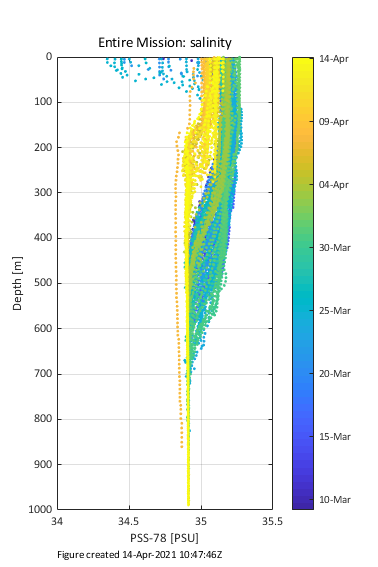 Entire Mission: salinity
0
100
200
300
400
500
600
700
800
900
1000
Depth [m]
34
34.5
35
35.5
PSS-78 [PSU]
14-Apr
09-Apr
04-Apr
30-Mar
25-Mar
20-Mar
15-Mar
10-Mar
Figure created 14-Apr-2021 10:47:46Z